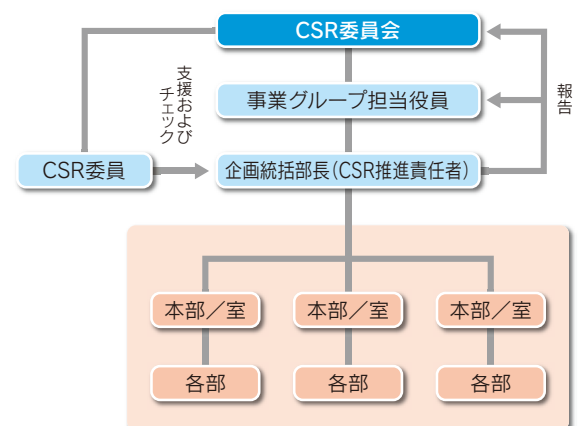 CSR委員会
支援および
チェック
事業グループ担当役員
報告
CSR委員
企画統括部長(CSR推進責任者)
本部／室
本部／室
本部／室
各部
各部
各部